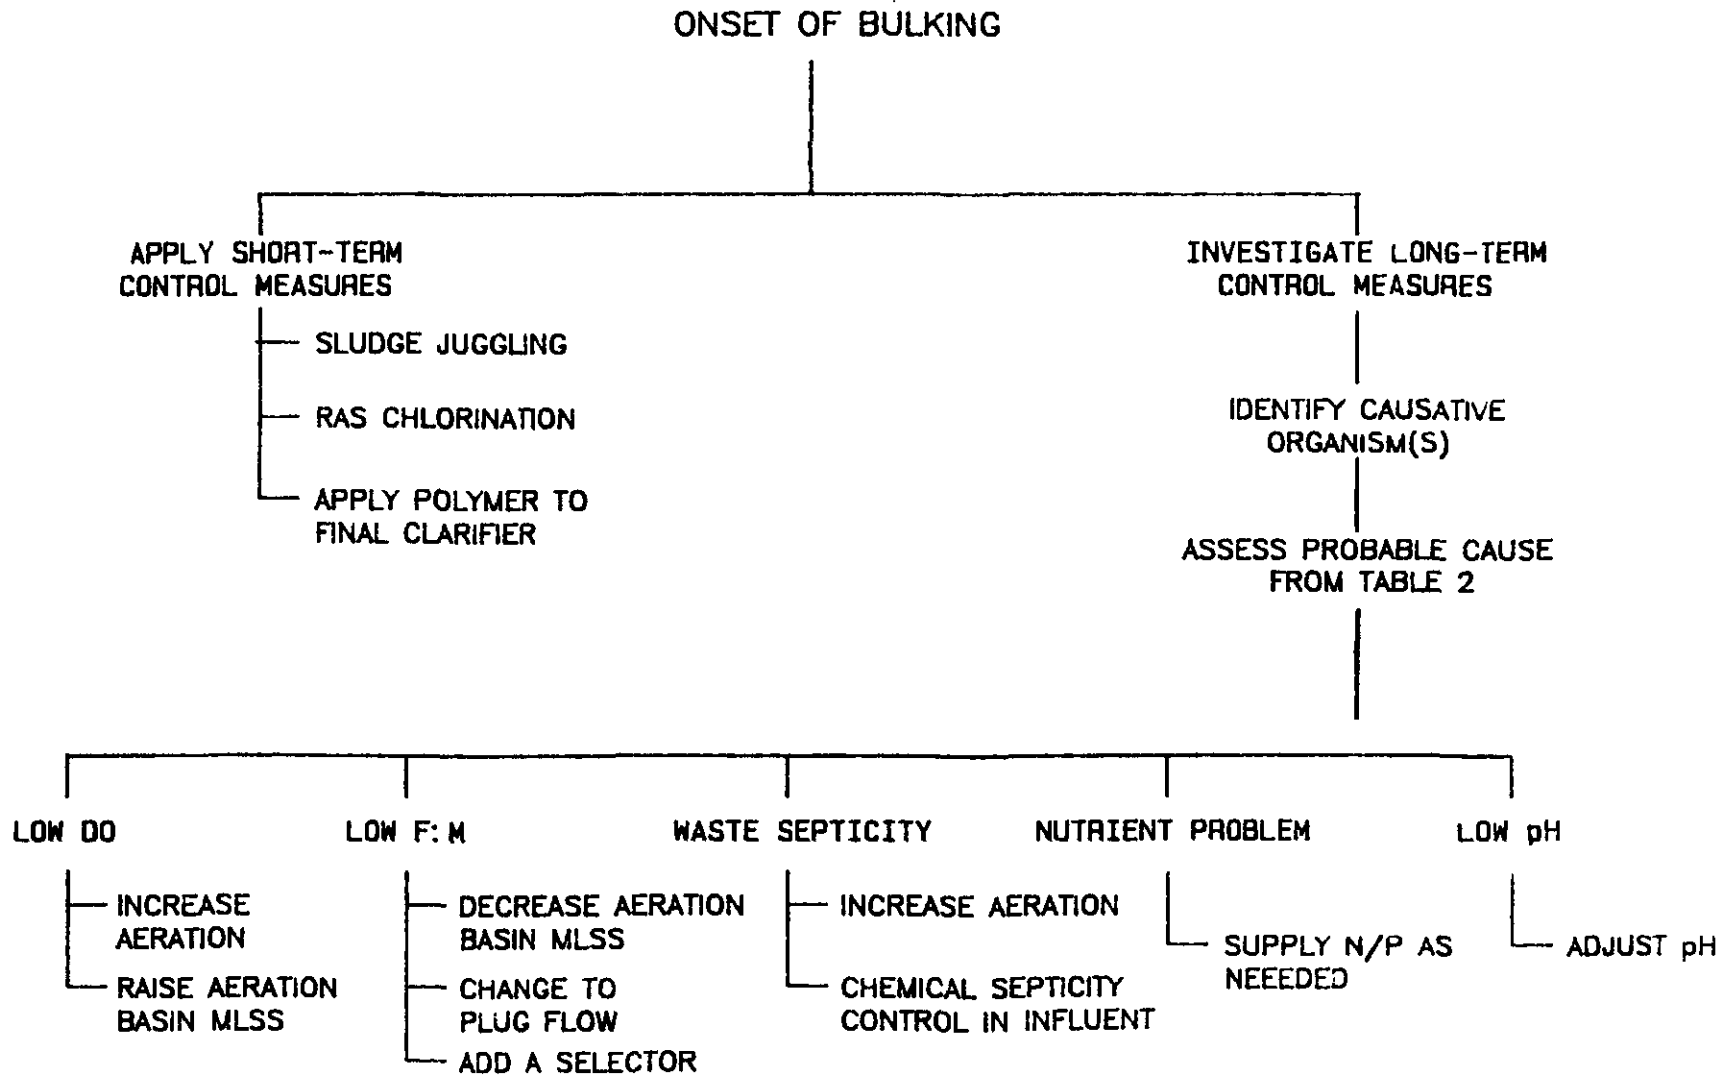 ONSET OF BULKING
APPLY SHORT-TERM
CONTROL MEASURES
SLUDGE JUGGLING
RAS CHLORINATION
APPLY POLYMER TO
FINAL CLARIFIER
INVESTIGATE LONG-TERM
CONTROL MEASURES
IDENTIFY CAUSATIVE
ORGANISM(S)
ASSESS PROBABLE CAUSE
FROM TABLE 2
LOW DO
INCREASE
AERATION
RAISE AERATION
BASIN MLSS
LOW F:M
DECREASE AERATION
BASIN MLSS
CHANGE TO
PLUG FLOW
ADD A SELECTOR
WASTE SEPTICITY
INCREASE AERATION
CHEMICAL SEPTICITY
CONTROL IN INFLUENT
NUTRIENT PROBLEM
SUPPLY N/P AS
NEEEDED
LOW pH
ADJUST pH